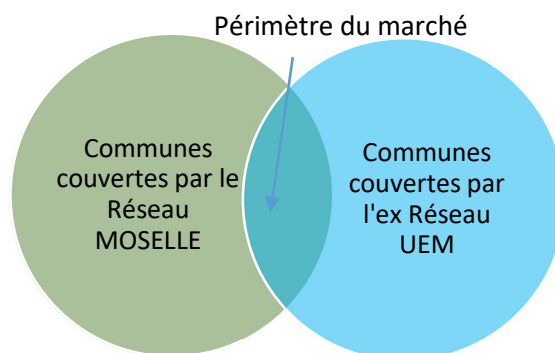 Périmètre du marché
Communes
couvertes par le
Réseau
MOSELLE
Communes
couvertes par
l'ex Réseau
UEM